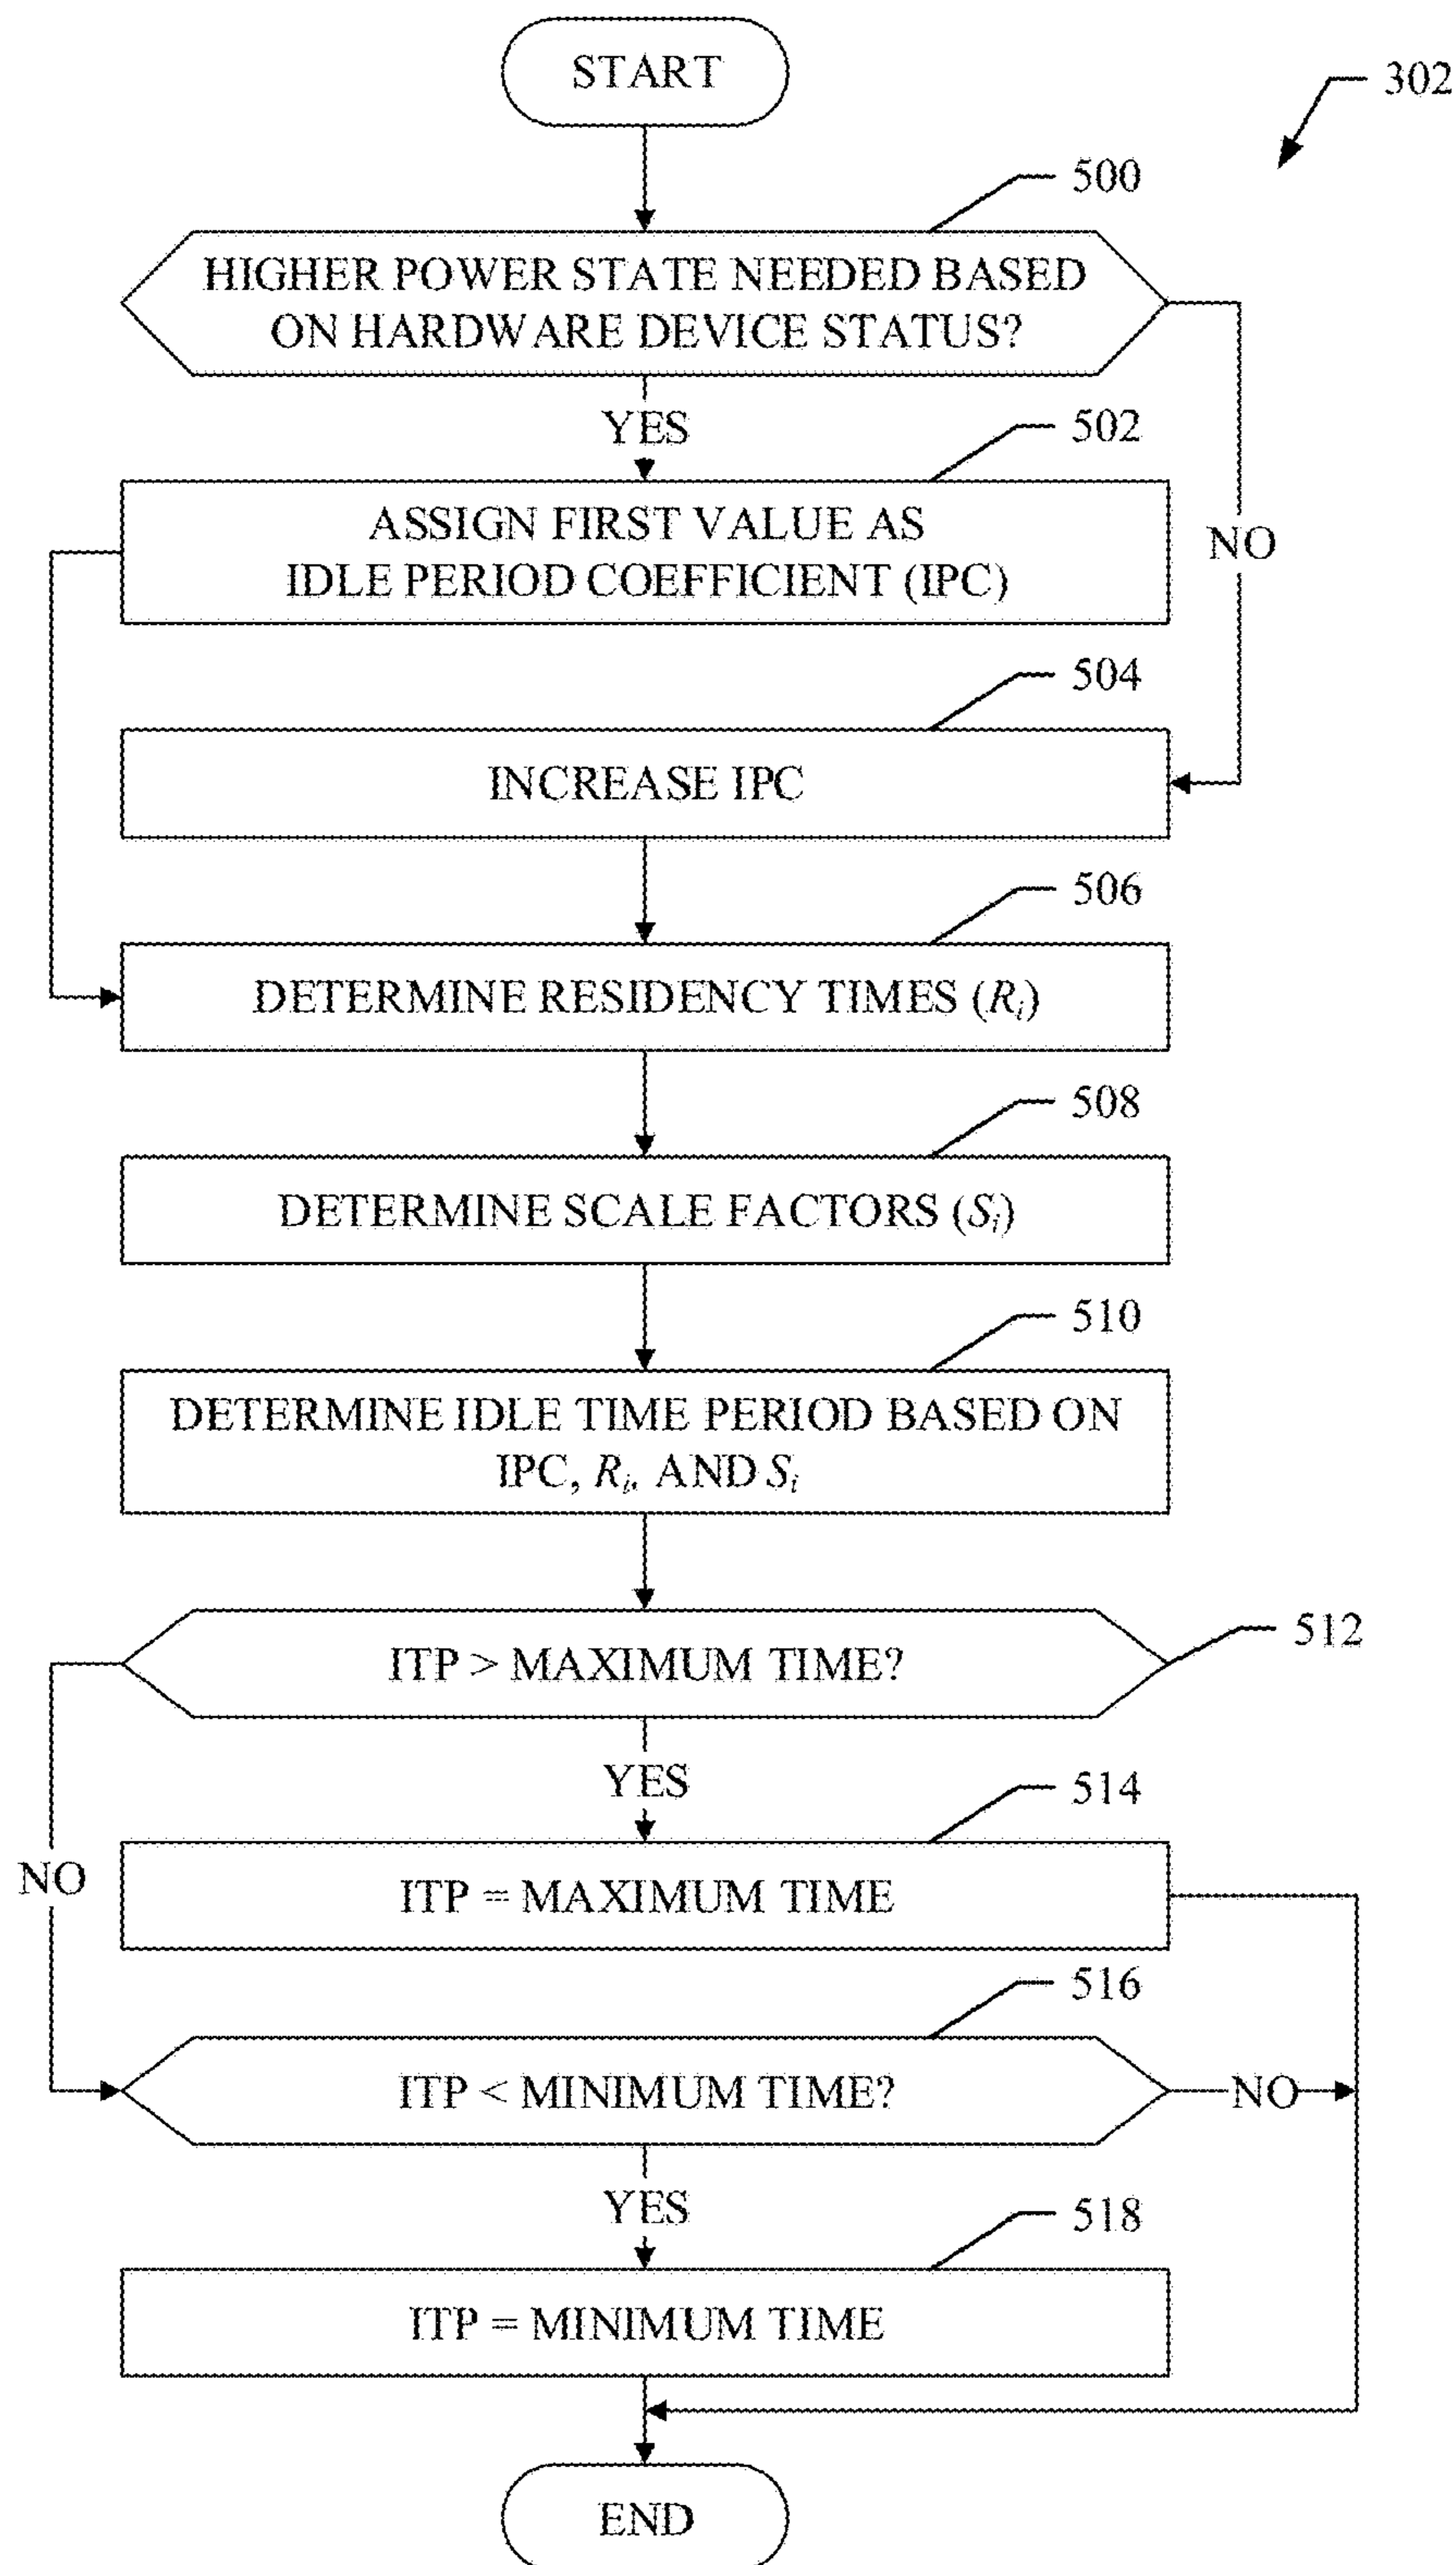 START
302
500
HIGHER POWER STATE NEEDED BASED
ON HARDWARE DEVICE STATUS?
YES
502
ASSIGN FIRST VALUE AS
IDLE PERIOD COEFFICIENT (IPC)
NO
504
INCREASE IPC
506
DETERMINE RESIDENCY TIMES (Ri)
508
DETERMINE SCALE FACTORS (Si)
510
DETERMINE IDLE TIME PERIOD BASED ON
IPC, Ri, AND Si
512
ITP > MAXIMUM TIME?
YES
514
NO
ITP = MAXIMUM TIME
516
ITP < MINIMUM TIME?
NO
YES
518
ITP = MINIMUM TIME
END